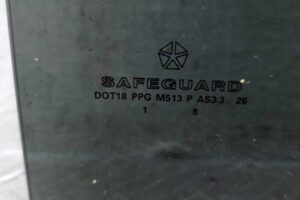 SAFEGUARD
DOT18 PPG M513-P AS3.3 26
1 8